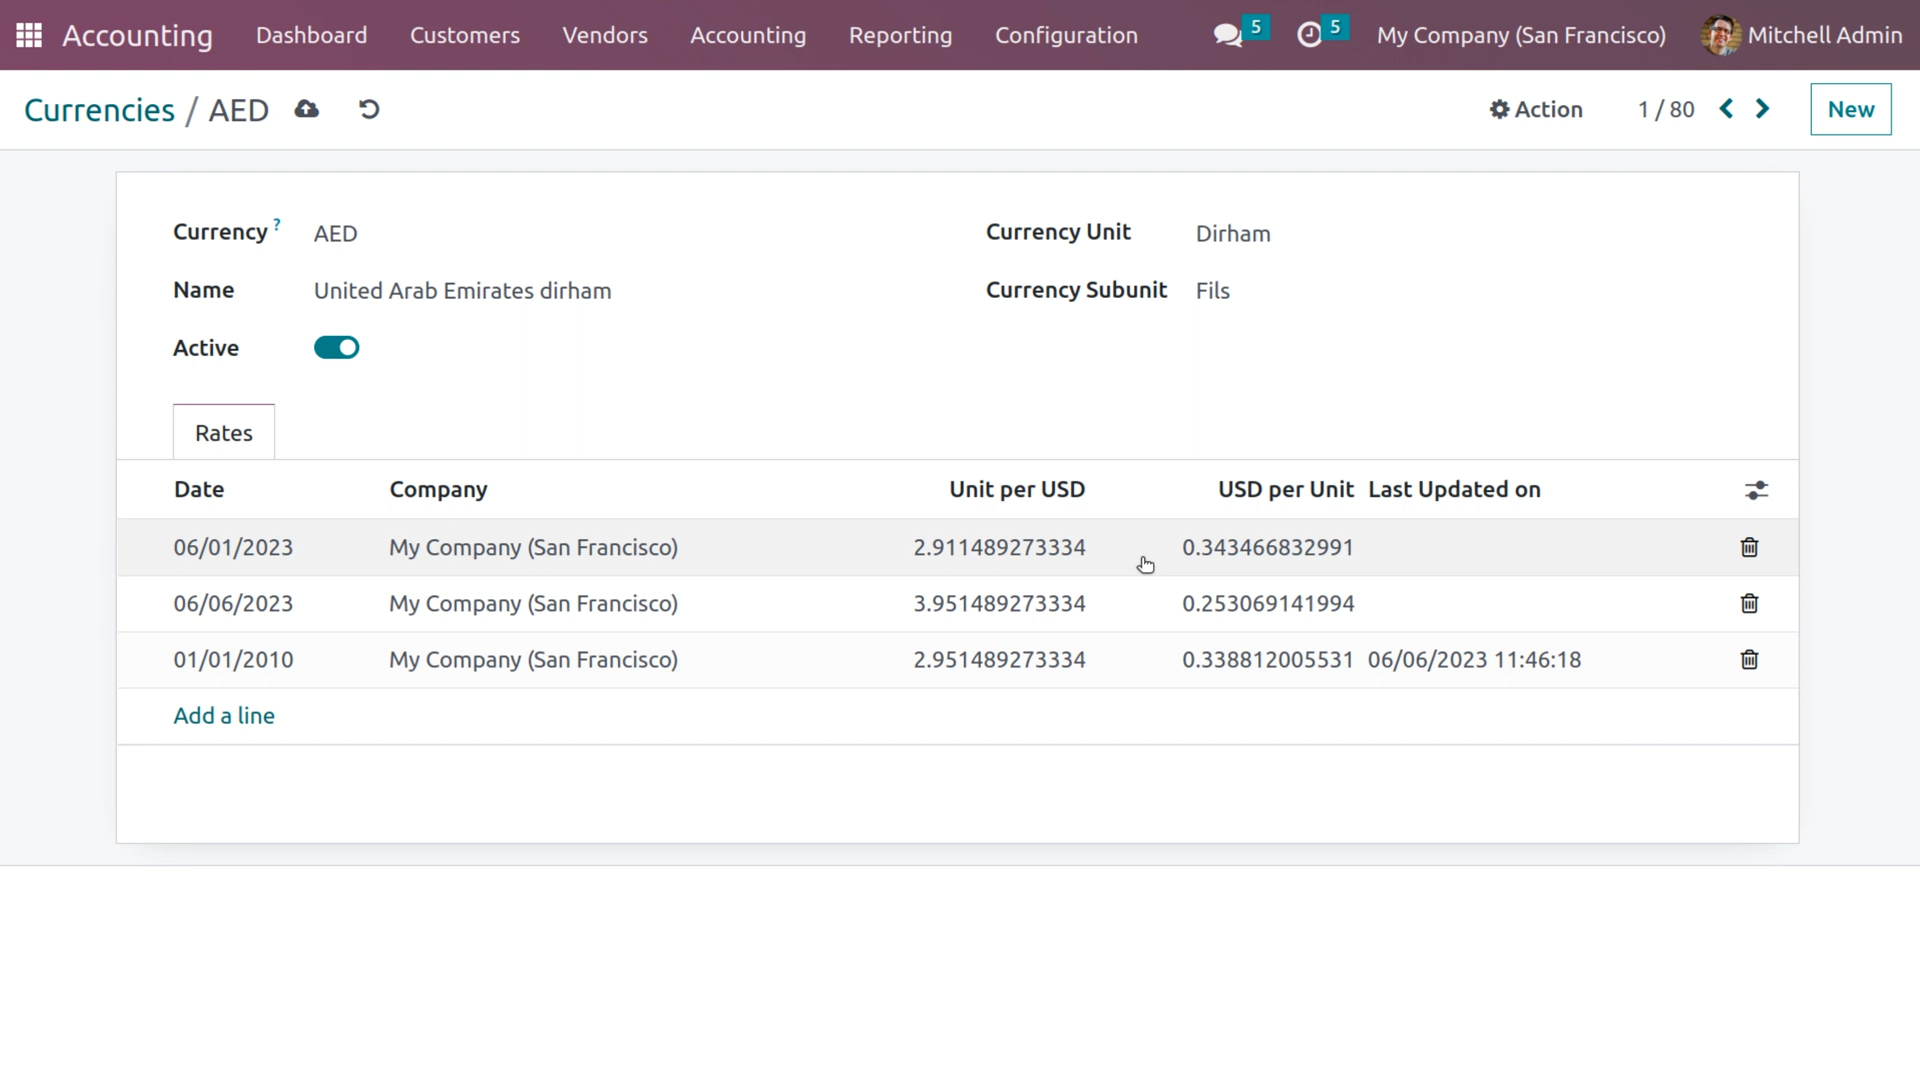 Accounting Dashboard Customers Vendors Accounting Reporting Configuration 5 5 My Company (San Francisco) Mitchell Admin
Currencies / AED Action 1 / 80 New
Currency ? AED Currency Unit Dirham
Name United Arab Emirates dirham Currency Subunit Fils
Active
Rates
Date Company Unit per USD USD per Unit Last Updated on
06/01/2023 My Company (San Francisco) 2.911489273334 0.343466832991
06/06/2023 My Company (San Francisco) 3.951489273334 0.253069141994
01/01/2010 My Company (San Francisco) 2.951489273334 0.338812005531 06/06/2023 11:46:18
Add a line